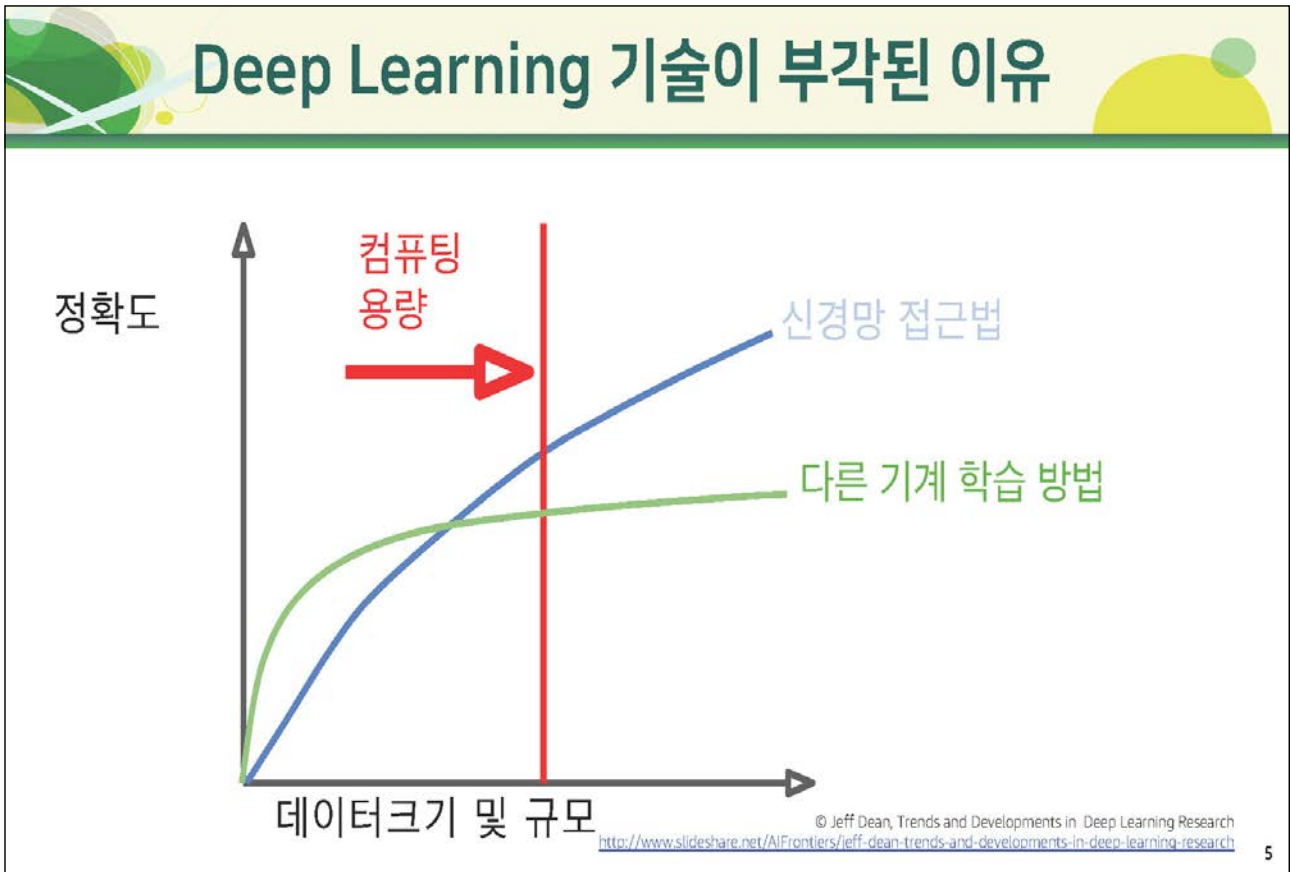 Deep Learning 기술이 부각된 이유
컴퓨팅
용량
정확도
신경망 접근법
다른 기계 학습 방법
데이터크기 및 규모
© Jeff Dean, Trends and Developments in Deep Learning Research
http://www.slideshare.net/AIFrontiers/jeff-dean-trends-and-developments-in-deep-learning-research
5